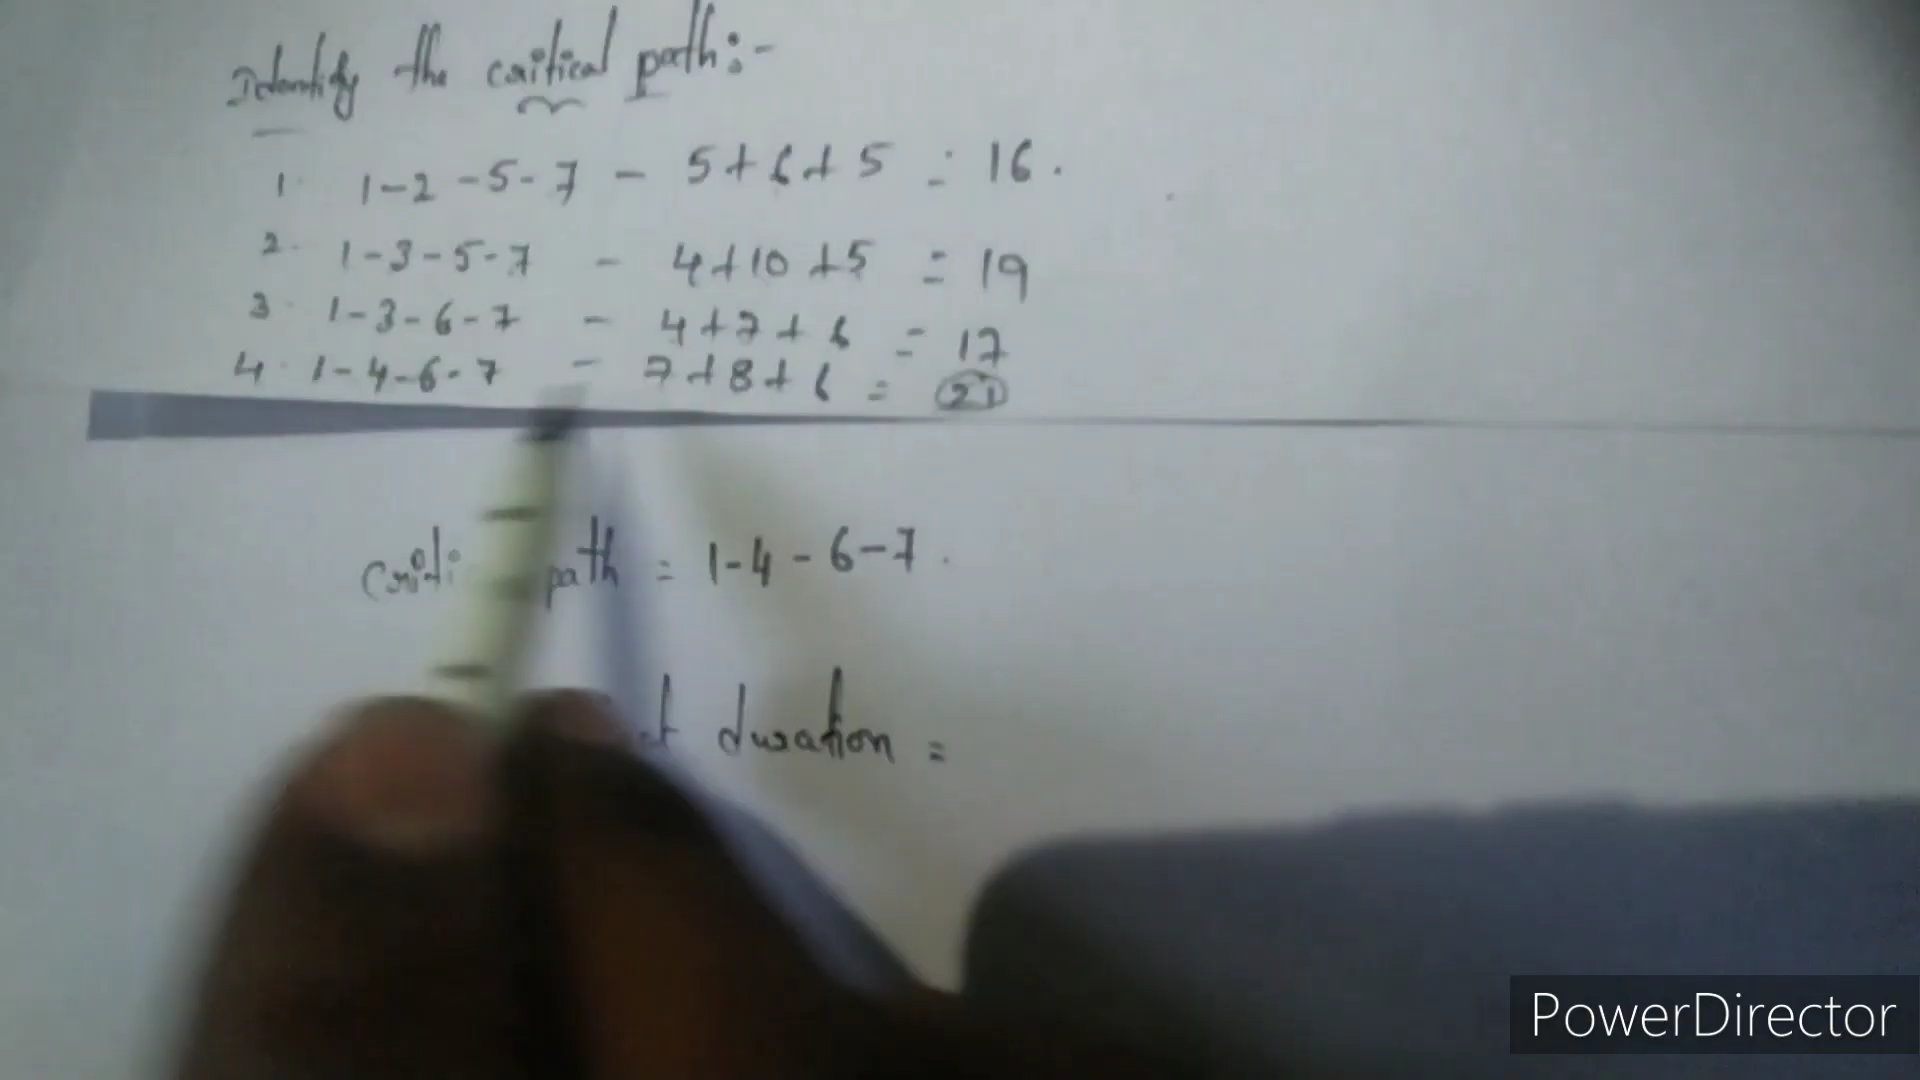 Identify the critical path:-
1. 1-2-5-7 - 5+6+5 = 16.
2. 1-3-5-7 - 4+10+5 = 19
3. 1-3-6-7 - 4+7+6 = 17
4. 1-4-6-7 - 7+8+6 = 21
path = 1-4-6-7.
duration =
PowerDirector